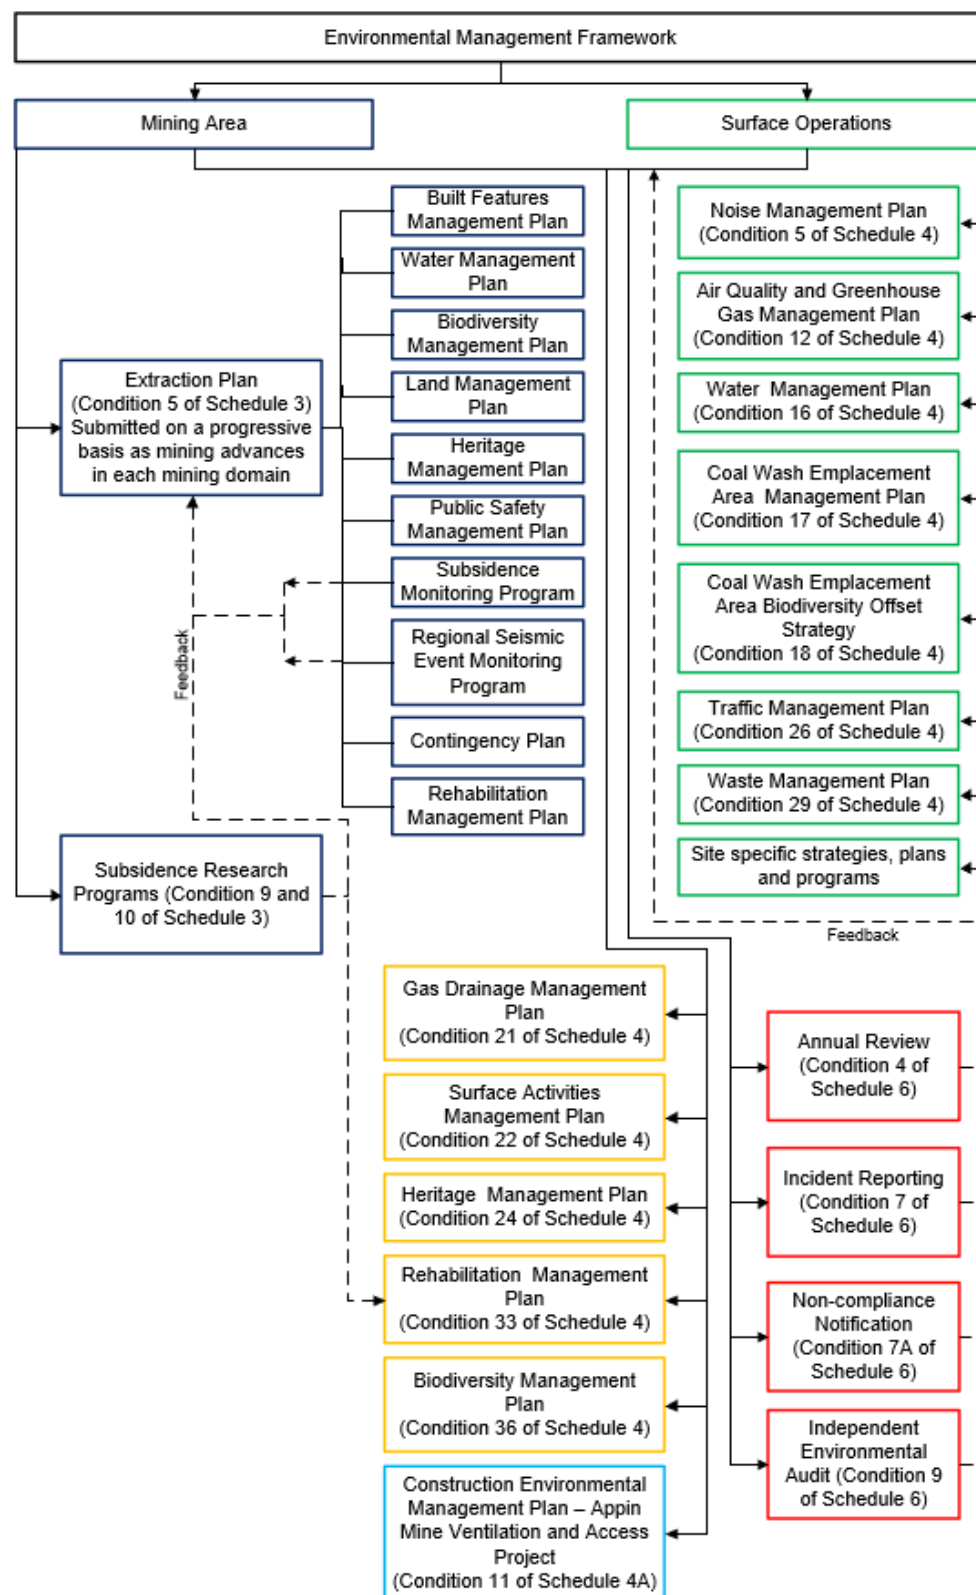 Environmental Management Framework
Mining Area
Surface Operations
Built Features
Management Plan
Water Management
Plan
Biodiversity
Management Plan
Land Management
Plan
Heritage
Management Plan
Public Safety
Management Plan
Subsidence
Monitoring Program
Regional Seismic
Event Monitoring
Program
Contingency Plan
Rehabilitation
Management Plan
Extraction Plan
(Condition 5 of Schedule 3)
Submitted on a progressive
basis as mining advances
in each mining domain
Feedback
Subsidence Research
Programs (Condition 9 and
10 of Schedule 3)
Noise Management Plan
(Condition 5 of Schedule 4)
Air Quality and Greenhouse
Gas Management Plan
(Condition 12 of Schedule 4)
Water  Management Plan
(Condition 16 of Schedule 4)
Coal Wash Emplacement
Area  Management Plan
(Condition 17 of Schedule 4)
Coal Wash Emplacement
Area Biodiversity Offset
Strategy
(Condition 18 of Schedule 4)
Traffic Management Plan
(Condition 26 of Schedule 4)
Waste Management Plan
(Condition 29 of Schedule 4)
Site specific strategies, plans
and programs
Feedback
Gas Drainage Management
Plan
(Condition 21 of Schedule 4)
Surface Activities
Management Plan
(Condition 22 of Schedule 4)
Heritage  Management Plan
(Condition 24 of Schedule 4)
Rehabilitation  Management
Plan
(Condition 33 of Schedule 4)
Biodiversity Management
Plan
(Condition 36 of Schedule 4)
Construction Environmental
Management Plan – Appin
Mine Ventilation and Access
Project
(Condition 11 of Schedule 4A)
Annual Review
(Condition 4 of
Schedule 6)
Incident Reporting
(Condition 7 of
Schedule 6)
Non-compliance
Notification
(Condition 7A of
Schedule 6)
Independent
Environmental
Audit (Condition 9
of Schedule 6)